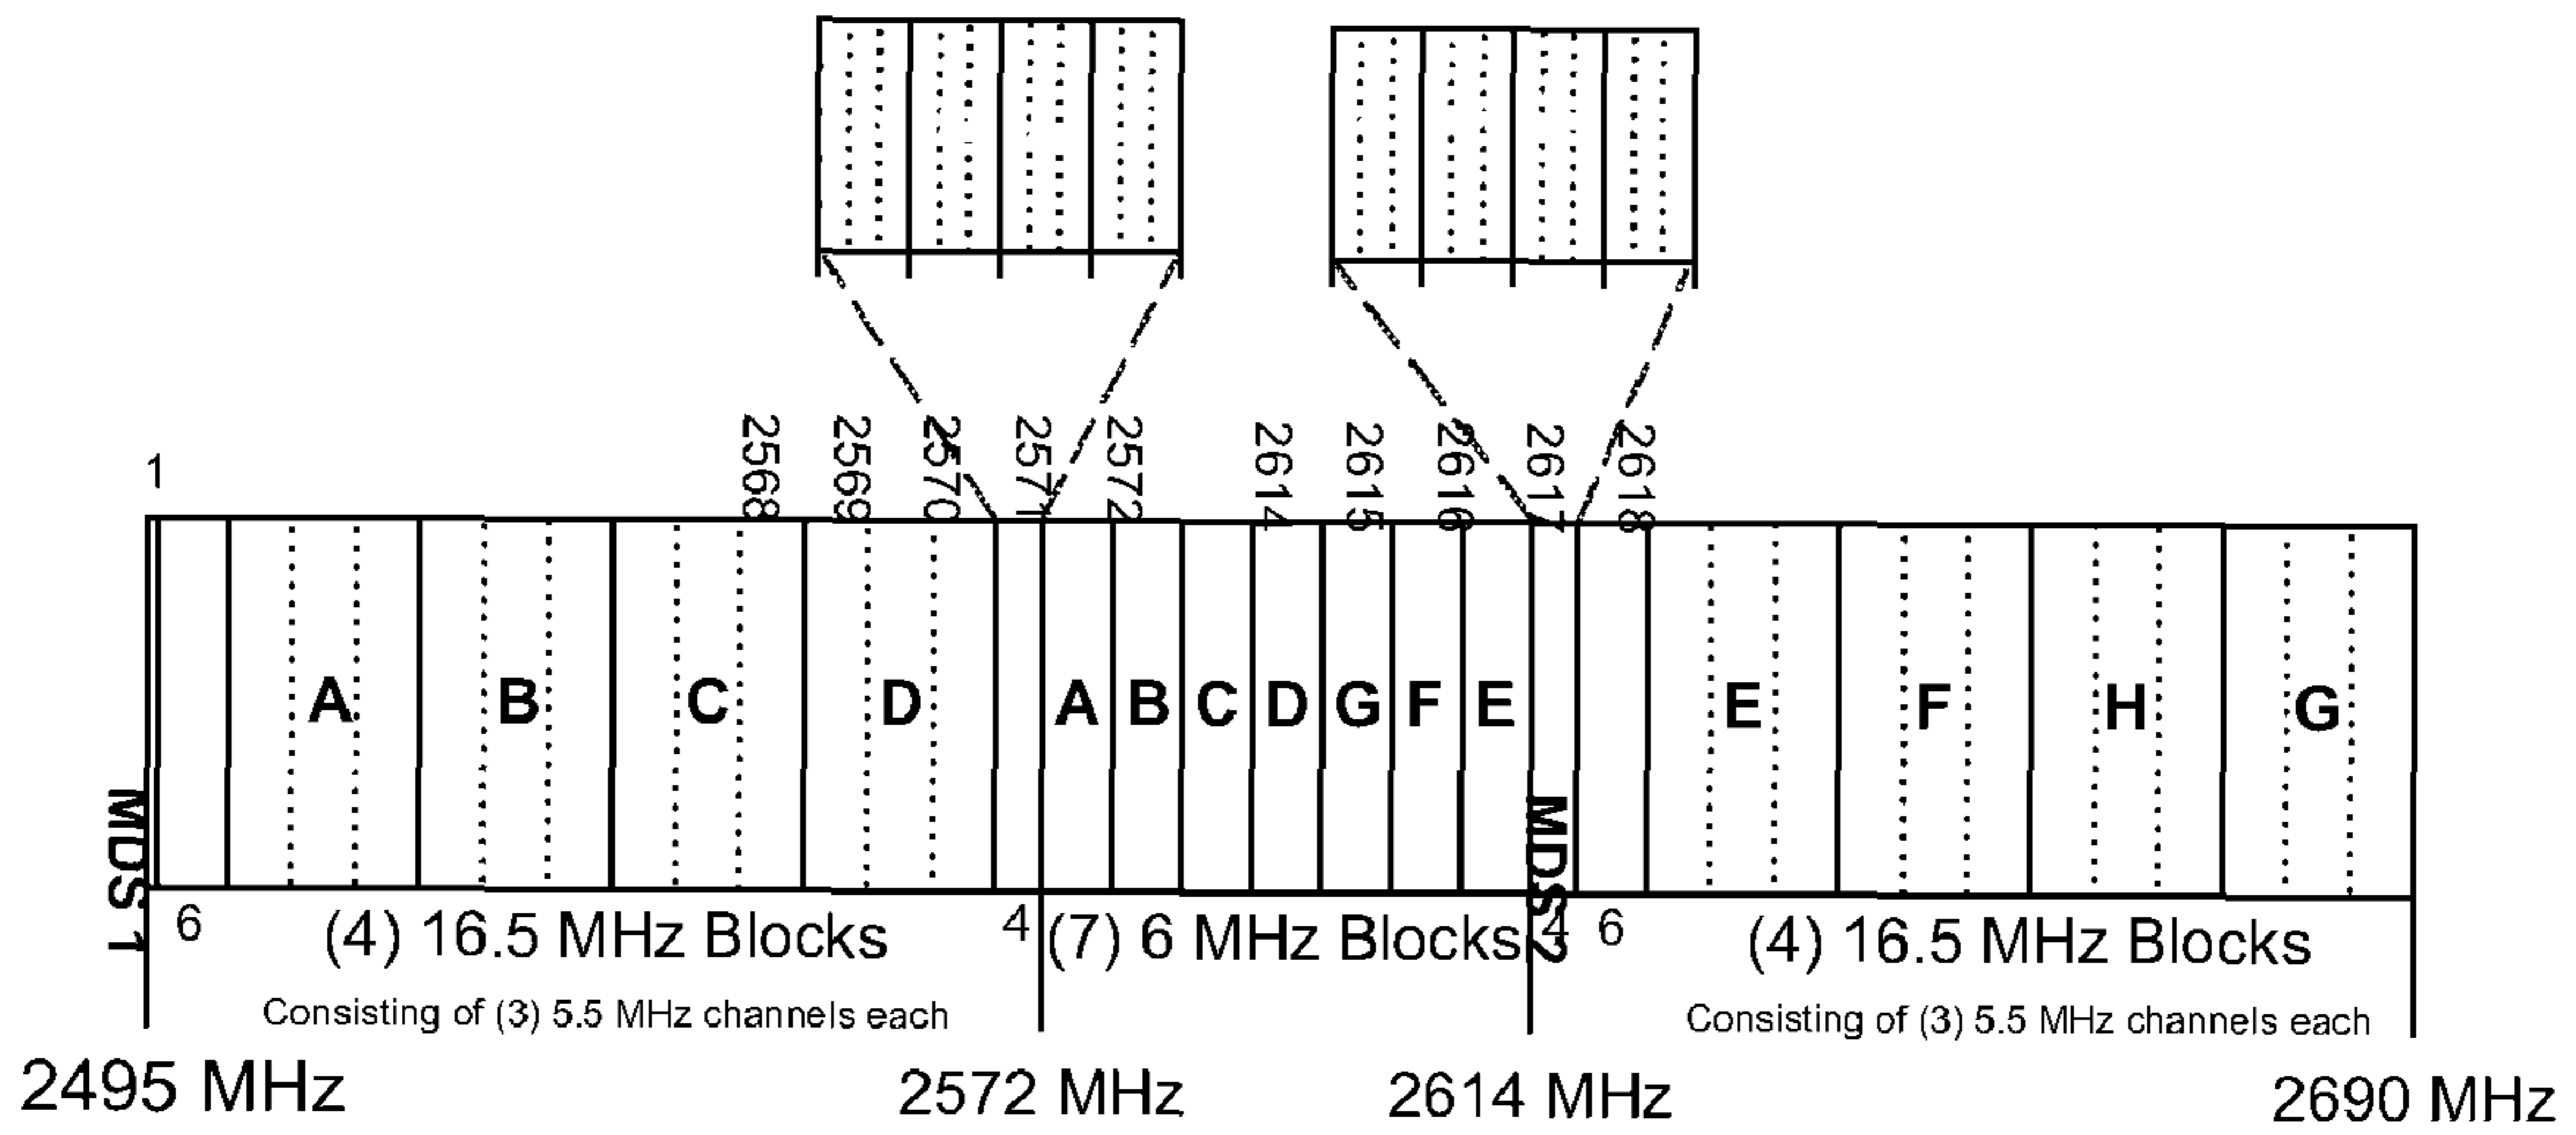 2568
2569
2570
2571
2572
2614
2615
2616
2617
2618
1
A
B
C
D
A
B
C
D
G
F
E
E
F
H
G
MDS 1
MDS 2
6
(4) 16.5 MHz Blocks
4
(7) 6 MHz Blocks
4
6
(4) 16.5 MHz Blocks
Consisting of (3) 5.5 MHz channels each
Consisting of (3) 5.5 MHz channels each
2495 MHz
2572 MHz
2614 MHz
2690 MHz